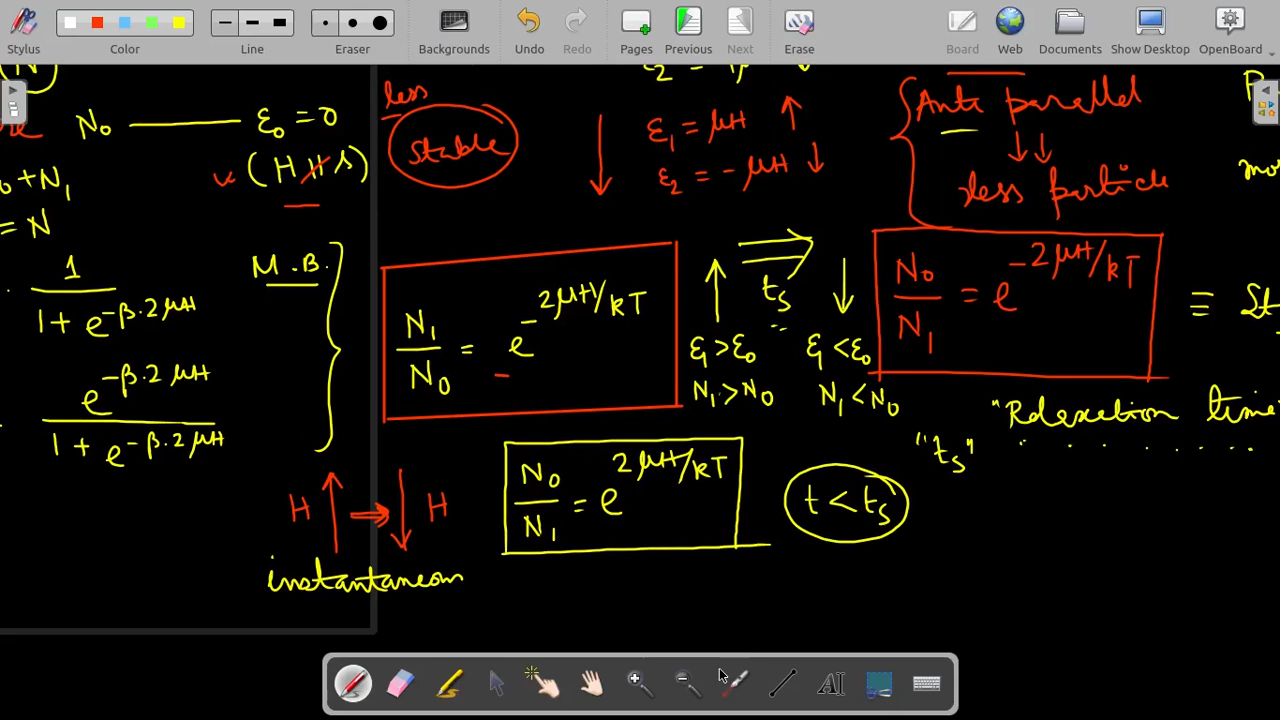 Stylus
Color
Line
Eraser
Backgrounds
Undo
Redo
Pages
Previous
Next
Erase
Board
Web
Documents
Show Desktop
OpenBoard
(N)
N₀ ——— ε₀ = 0
(H H s)
0 + N₁
= N
1
1 + e^-β.2μH
e^-β.2μH
1 + e^-β.2μH
M.B.
less
stable
ε₁ = μH ↑
ε₂ = -μH ↓
Anti parallel
↓↓
less particle
N₁/N₀ = e^-2μH/kT
↑ ⇒ ↓
t_s
ε₁ > ε₀ ε₁ < ε₀
N₁ > N₀ N₁ < N₀
N₀/N₁ = e^-2μH/kT
≡ St
"Relaxation time
"t_s"
H ↑ ⇒ ↓ H
instantaneous
N₀/N₁ = e^2μH/kT
t < t_s
AI